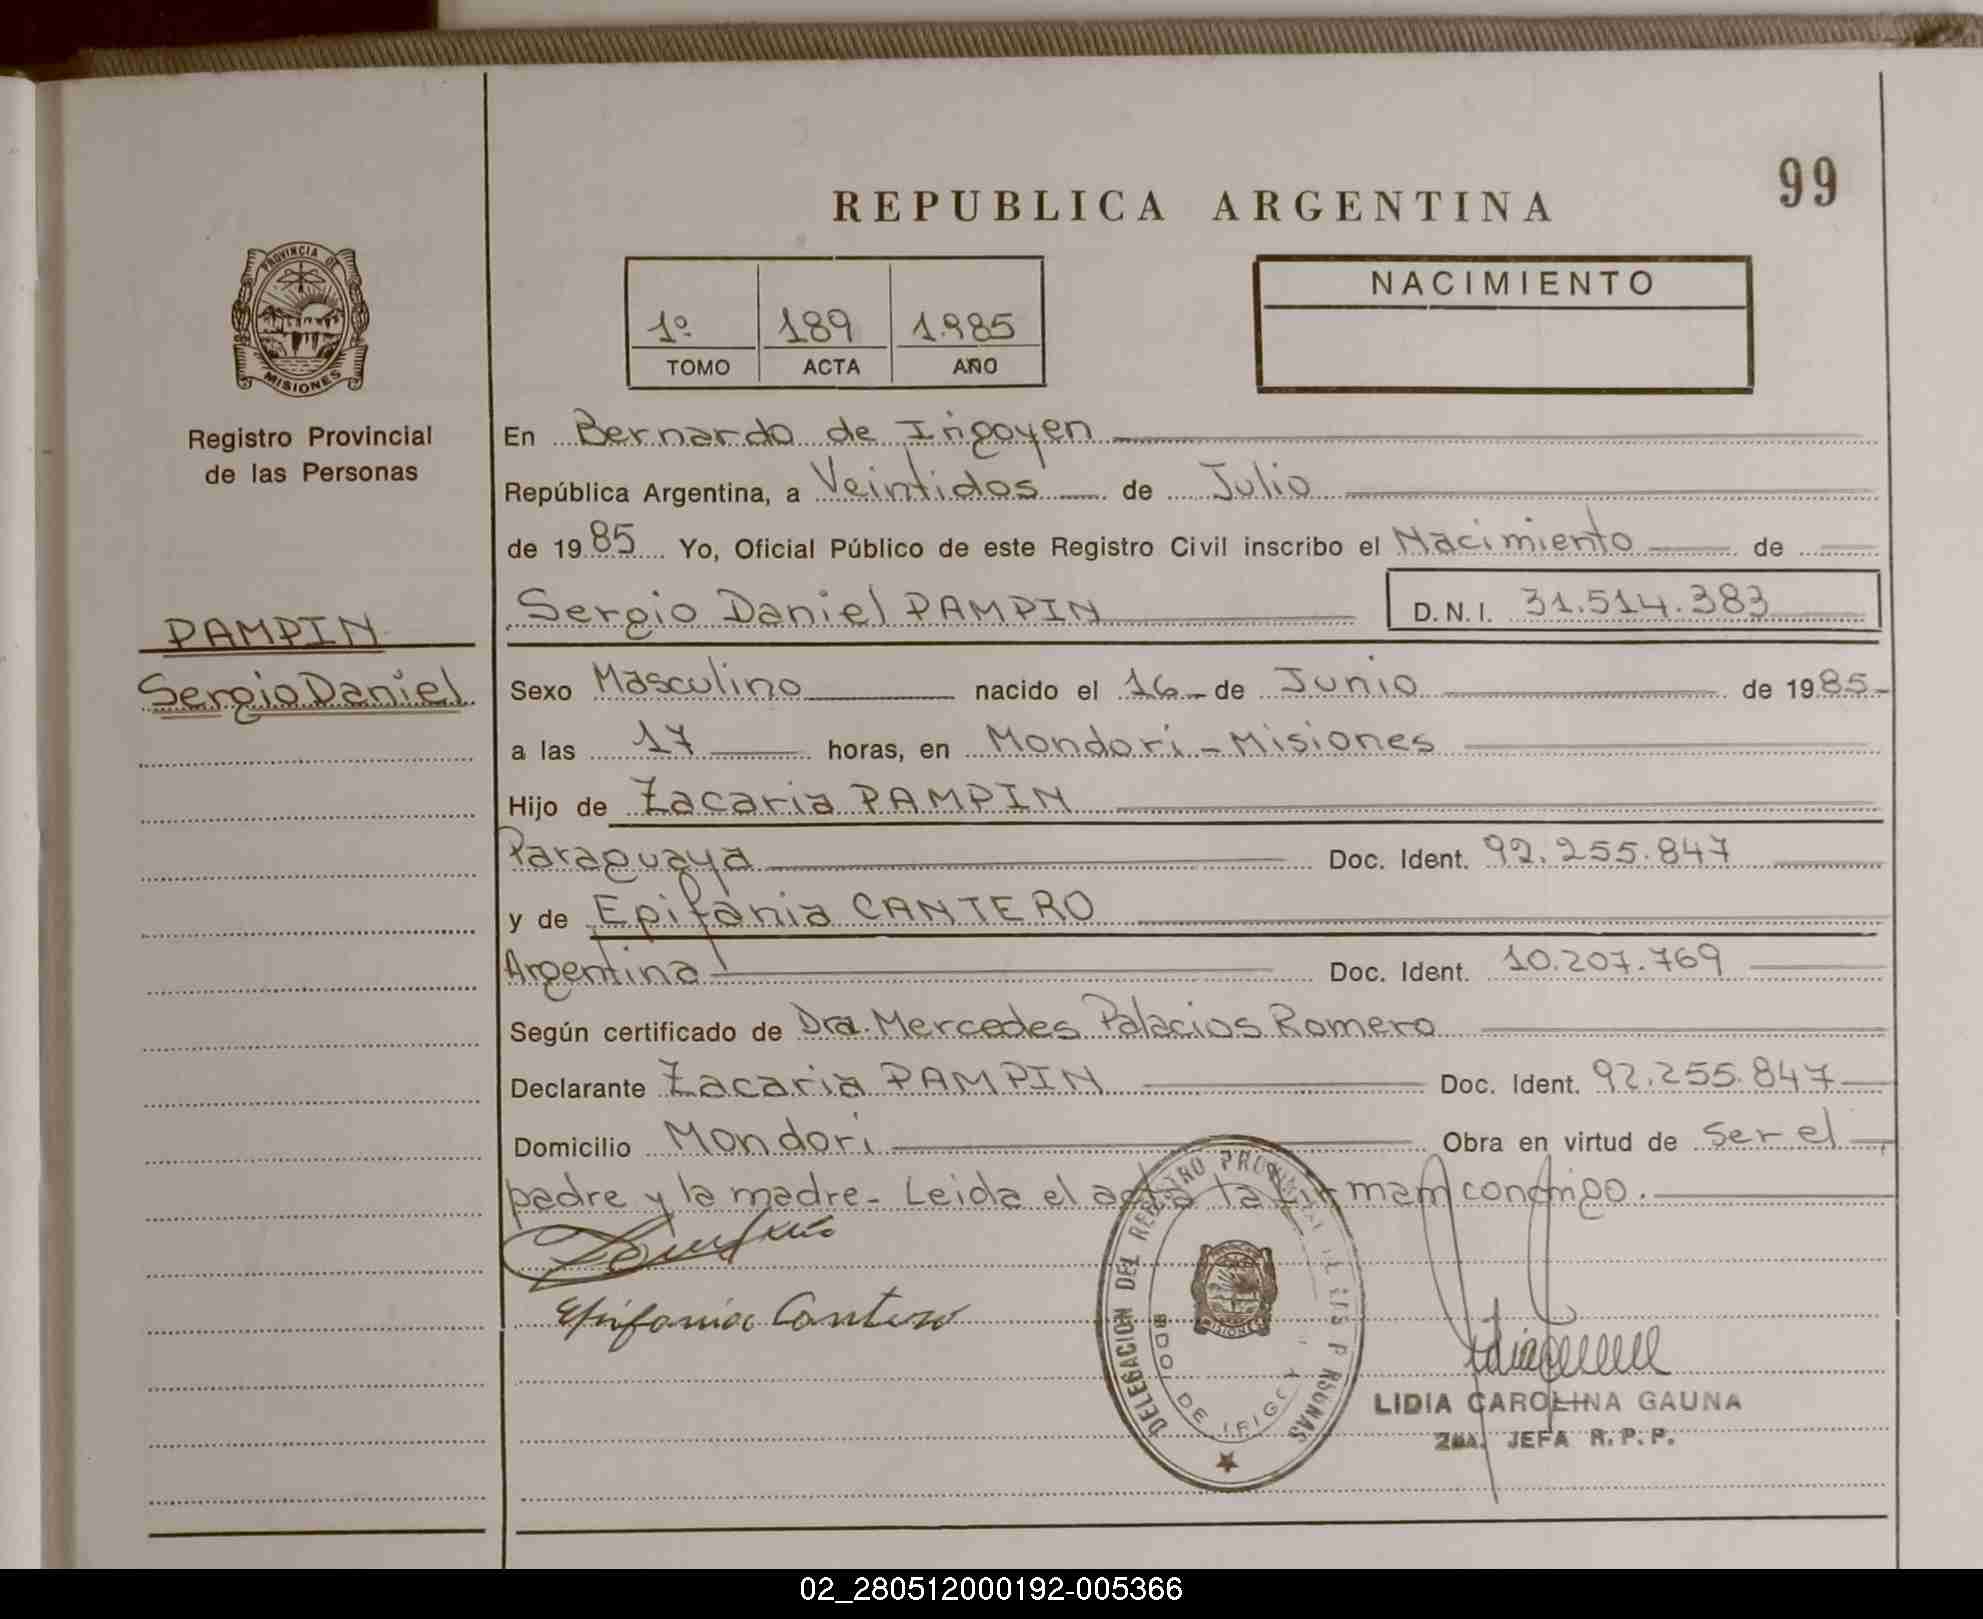 REPUBLICA ARGENTINA
99
PROVINCIA DE
MISIONES
Registro Provincial
de las Personas
1º 189 1.985
TOMO ACTA AÑO
NACIMIENTO
En Bernardo de Irigoyen
República Argentina, a Veintidos de Julio
de 1985 Yo, Oficial Público de este Registro Civil inscribo el Nacimiento de
Sergio Daniel PAMPIN D.N.I. 31.514.383
PAMPIN
Sergio Daniel
Sexo Masculino nacido el 16 de Junio de 1985
a las 17 horas, en Mondori - Misiones
Hijo de Zacaria PAMPIN
Paraguaya Doc. Ident. 92.255.847
y de Epifania CANTERO
Argentina Doc. Ident. 10.207.769
Según certificado de Dra. Mercedes Palacios Romero
Declarante Zacaria PAMPIN Doc. Ident. 92.255.847
Domicilio Mondori Obra en virtud de ser el
padre y la madre - Leida el acta la firman conmigo.
Epifania Cantero
DELEGACION DEL REGISTRO PROVINCIAL DE LAS PERSONAS
BDO. DE IRIGOYEN
MISIONES
LIDIA CAROLINA GAUNA
2da. JEFA R.P.P.
02_280512000192-005366